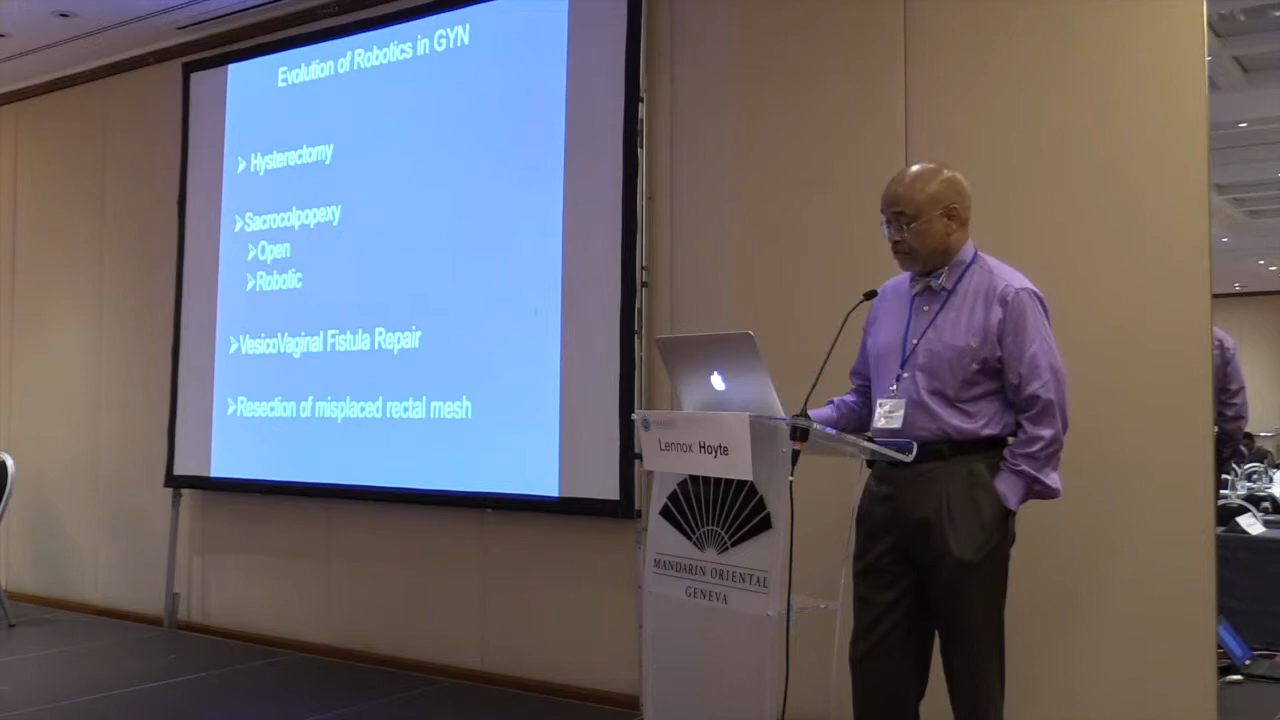 Evolution of Robotics in GYN
➢ Hysterectomy
➢Sacrocolpopexy
➢Open
➢Robotic
➢VesicoVaginal Fistula Repair
➢Resection of misplaced rectal mesh
Lennox Hoyte
MANDARIN ORIENTAL
GENEVA